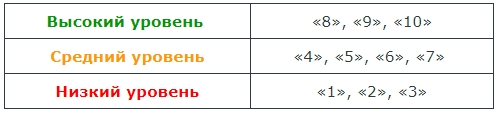 Высокий уровень «8», «9», «10»
Средний уровень «4», «5», «6», «7»
Низкий уровень «1», «2», «3»